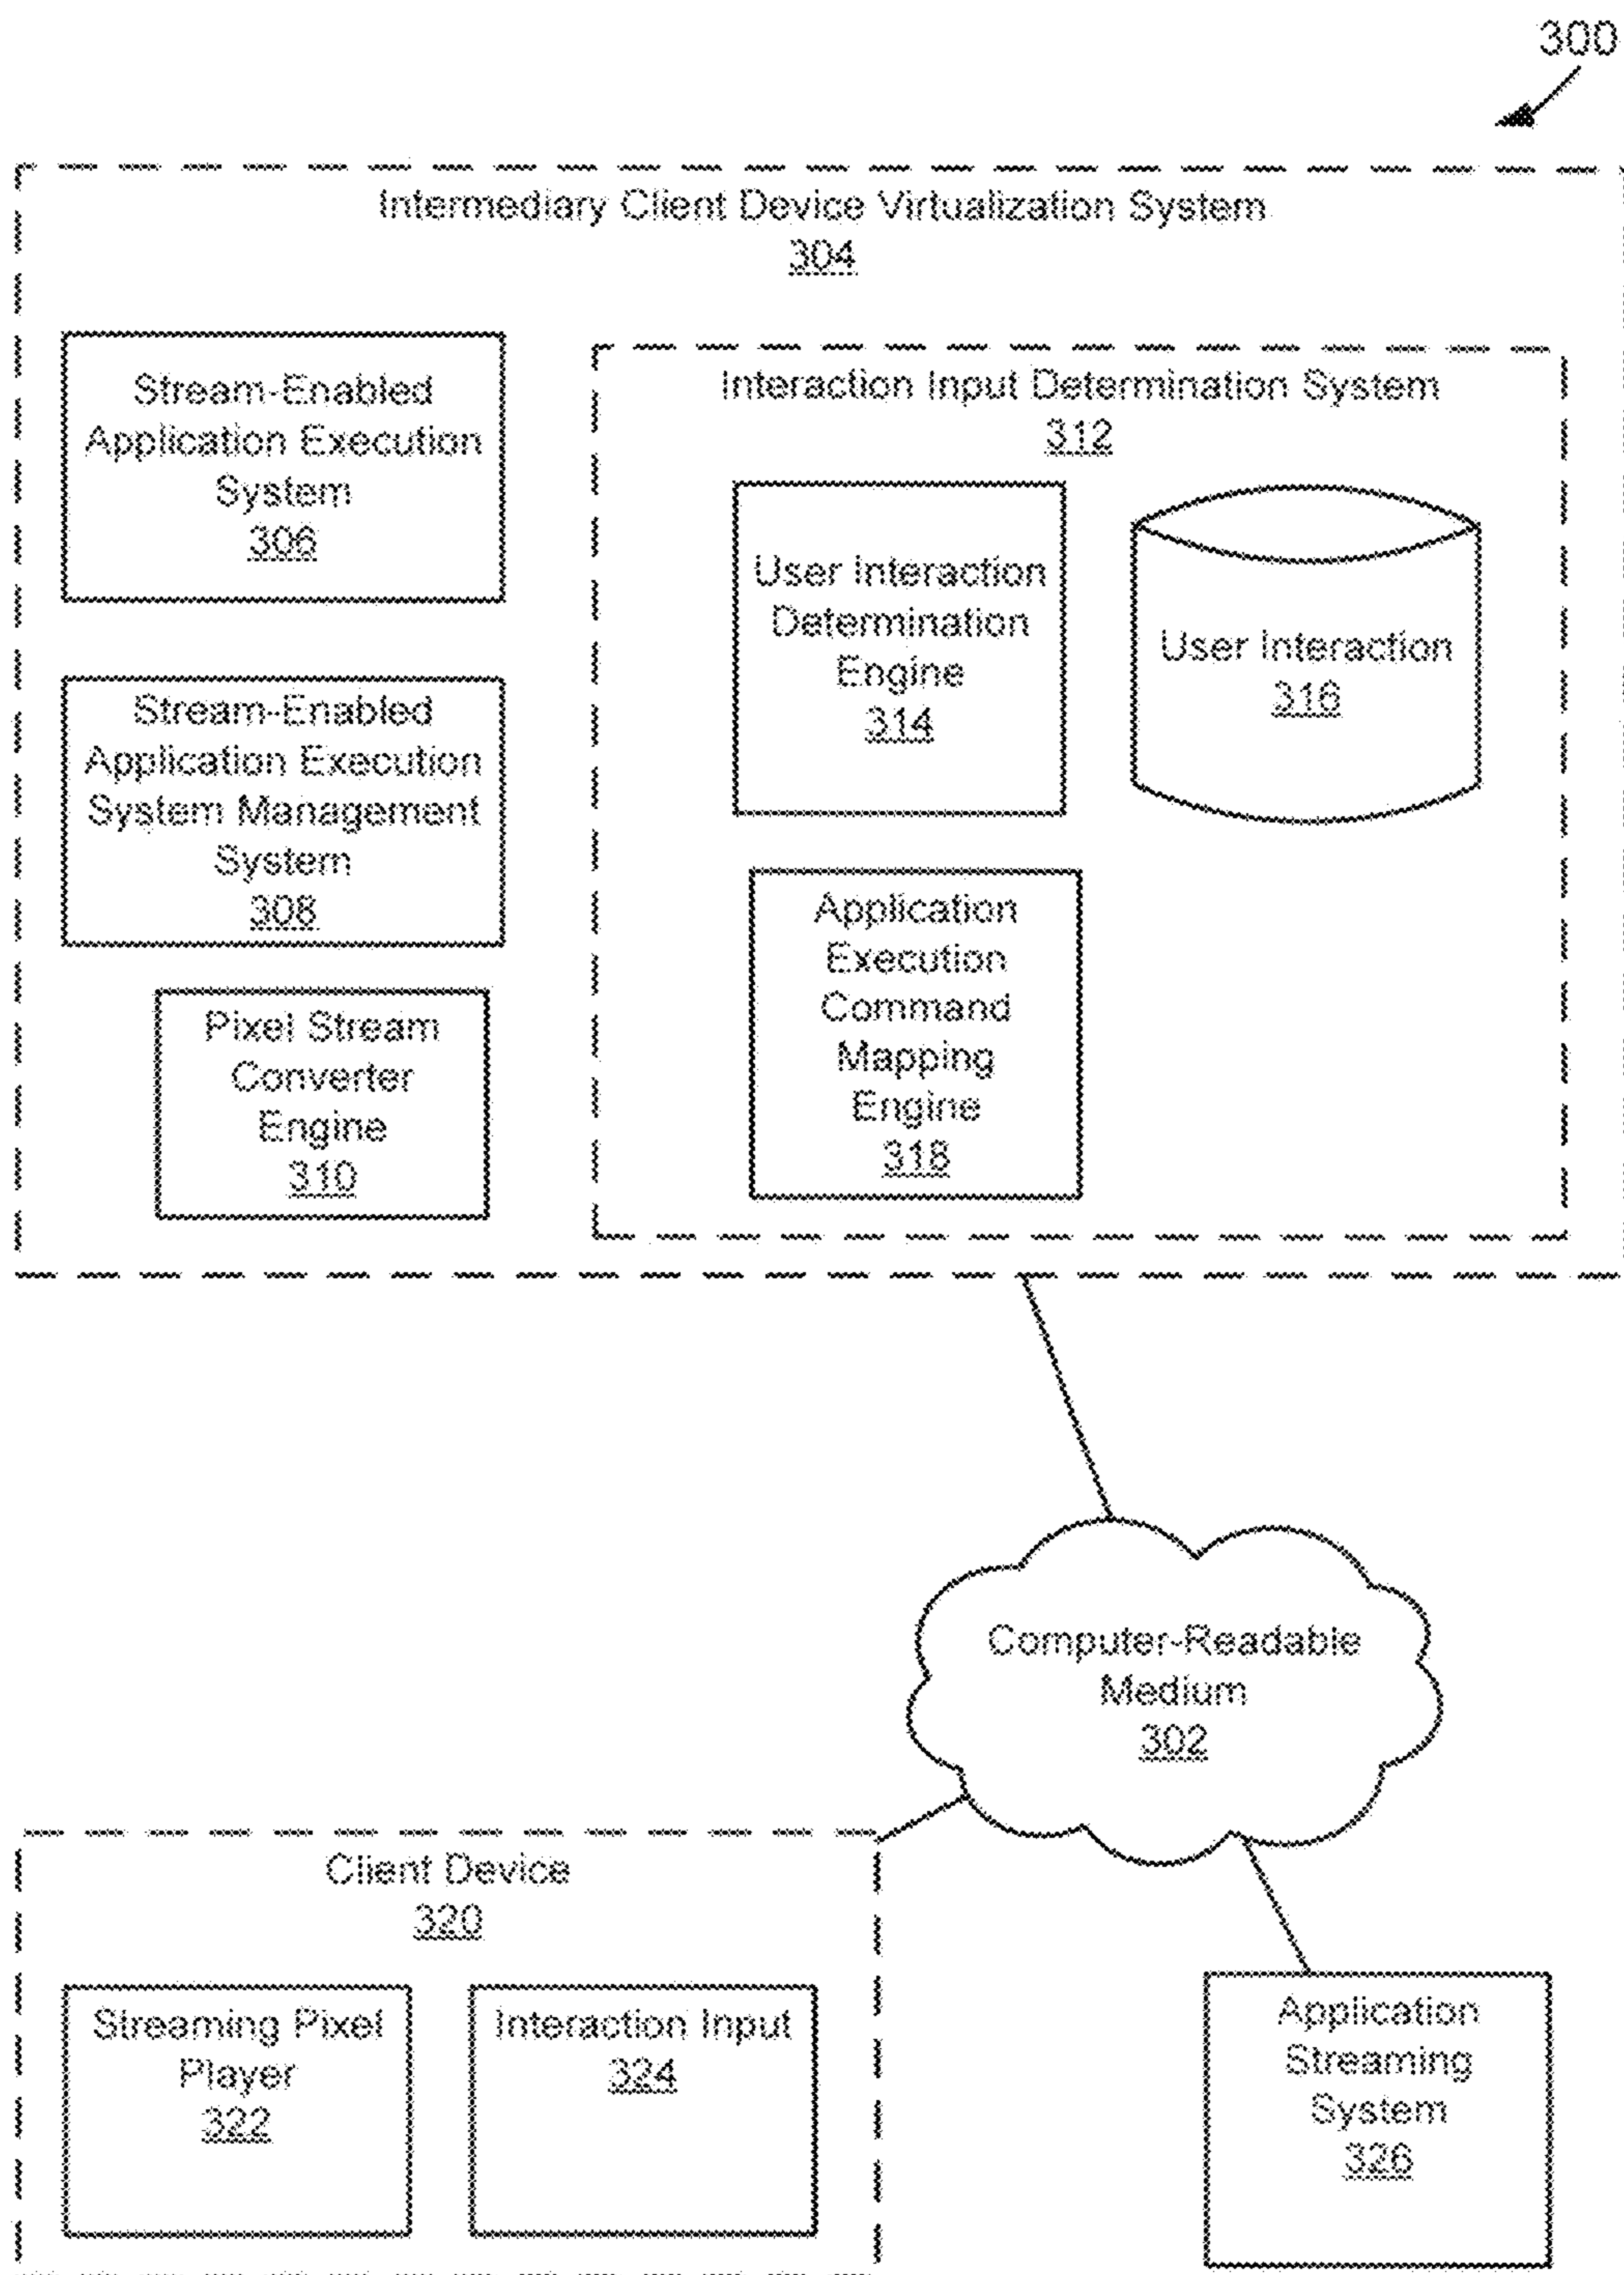 300
Intermediary Client Device Virtualization System
304
Stream-Enabled
Application Execution
System
306
Stream-Enabled
Application Execution
System Management
System
308
Pixel Stream
Converter
Engine
310
Interaction Input Determination System
312
User Interaction
Determination
Engine
314
User Interaction
316
Application
Execution
Command
Mapping
Engine
318
Computer-Readable
Medium
302
Client Device
320
Streaming Pixel
Player
322
Interaction Input
324
Application
Streaming
System
326